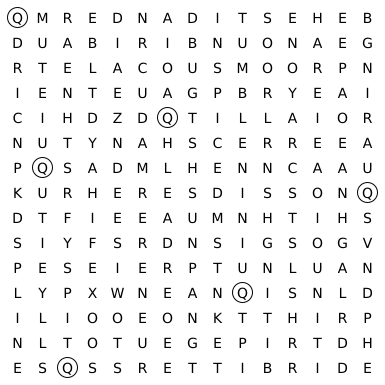 Q M R E D N A D I T S E H E B
D U A B I R I B N U O N A E G
R T E L A C O U S M O O R P N
I E N T E U A G P B R Y E A I
C I H D Z D Q T I L L A I O R
N U T Y N A H S C E R R E E A
P Q S A D M L H E N N C A A U
K U R H E R E S D I S S O N Q
D T F I E E A U M N H T I H S
S I Y F S R D N S I G S O G V
P E S E I E R P T U N L U A N
L Y P X W N E A N Q I S N L D
I L I O O E O N K T T H I R P
N L T O T U E G E P I R T D H
E S Q S S R E T T I B R I D E